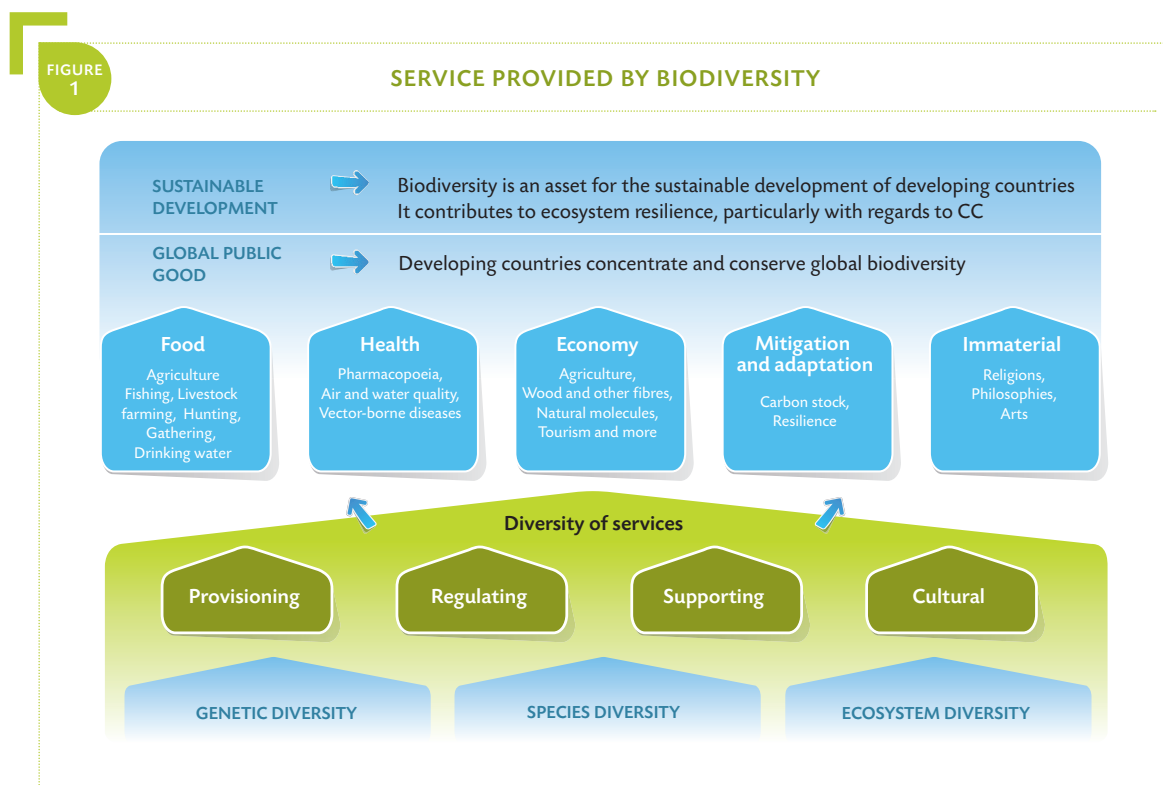 FIGURE
1
SERVICE PROVIDED BY BIODIVERSITY
SUSTAINABLE
DEVELOPMENT
Biodiversity is an asset for the sustainable development of developing countries
It contributes to ecosystem resilience, particularly with regards to CC
GLOBAL PUBLIC
GOOD
Developing countries concentrate and conserve global biodiversity
Food
Agriculture
Fishing, Livestock
farming, Hunting,
Gathering,
Drinking water
Health
Pharmacopoeia,
Air and water quality,
Vector-borne diseases
Economy
Agriculture,
Wood and other fibres,
Natural molecules,
Tourism and more
Mitigation
and adaptation
Carbon stock,
Resilience
Immaterial
Religions,
Philosophies,
Arts
Diversity of services
Provisioning
Regulating
Supporting
Cultural
GENETIC DIVERSITY
SPECIES DIVERSITY
ECOSYSTEM DIVERSITY